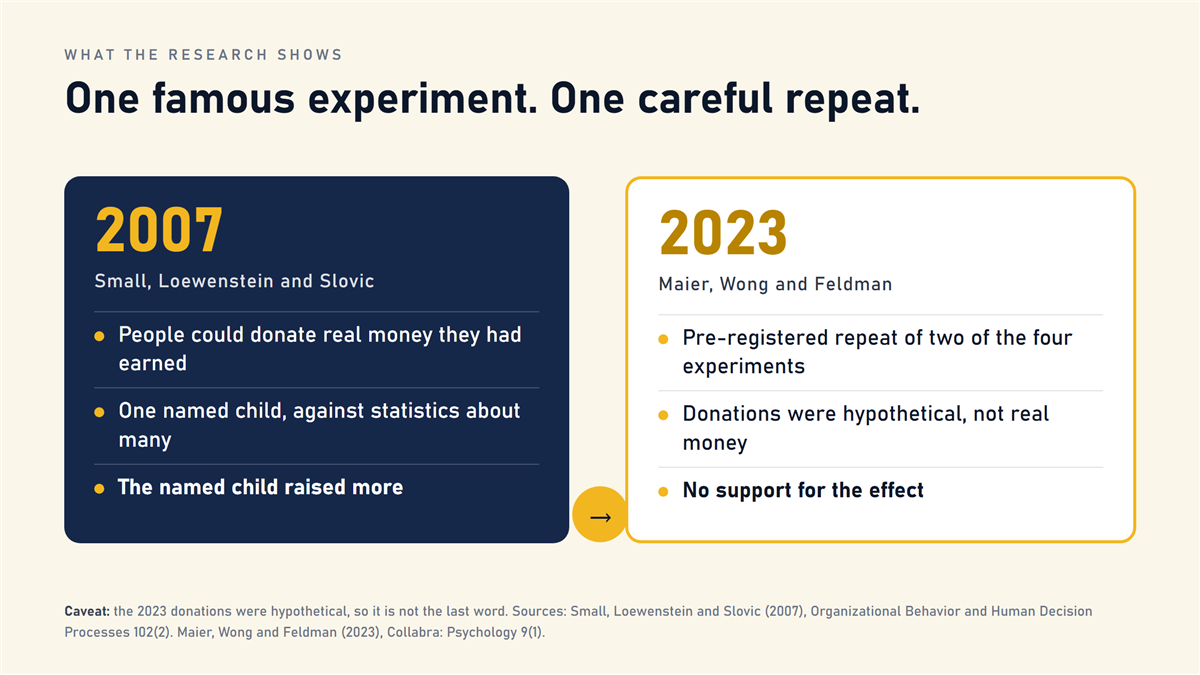 WHAT THE RESEARCH SHOWS
One famous experiment. One careful repeat.
2007
Small, Loewenstein and Slovic
People could donate real money they had
earned
One named child, against statistics about
many
The named child raised more
→
2023
Maier, Wong and Feldman
Pre-registered repeat of two of the four
experiments
Donations were hypothetical, not real
money
No support for the effect
Caveat: the 2023 donations were hypothetical, so it is not the last word. Sources: Small, Loewenstein and Slovic (2007), Organizational Behavior and Human Decision
Processes 102(2). Maier, Wong and Feldman (2023), Collabra: Psychology 9(1).